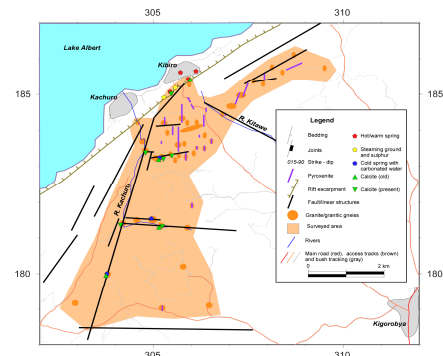 305
310
Lake Albert
Kibiro
Kachuru
185
185
R. Kitawe
R. Kachuru
180
180
Kigorobya
305
310
Legend
Bedding
Joints
015-90 Strike - dip
Pyroxenite
Rift escarpment
Fault/linear structures
Granite/granitic gneiss
Surveyed area
Rivers
Hot/warm spring
Steaming ground
and sulphur
Cold spring with
carbonated water
Calcite (old)
Calcite (present)
Main road (red), access tracks (brown)
and bush tracking (gray)
0
2 km